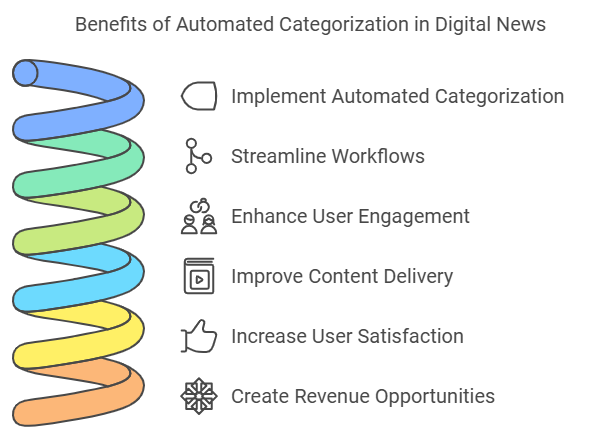 Benefits of Automated Categorization in Digital News
Implement Automated Categorization
Streamline Workflows
Enhance User Engagement
Improve Content Delivery
Increase User Satisfaction
Create Revenue Opportunities